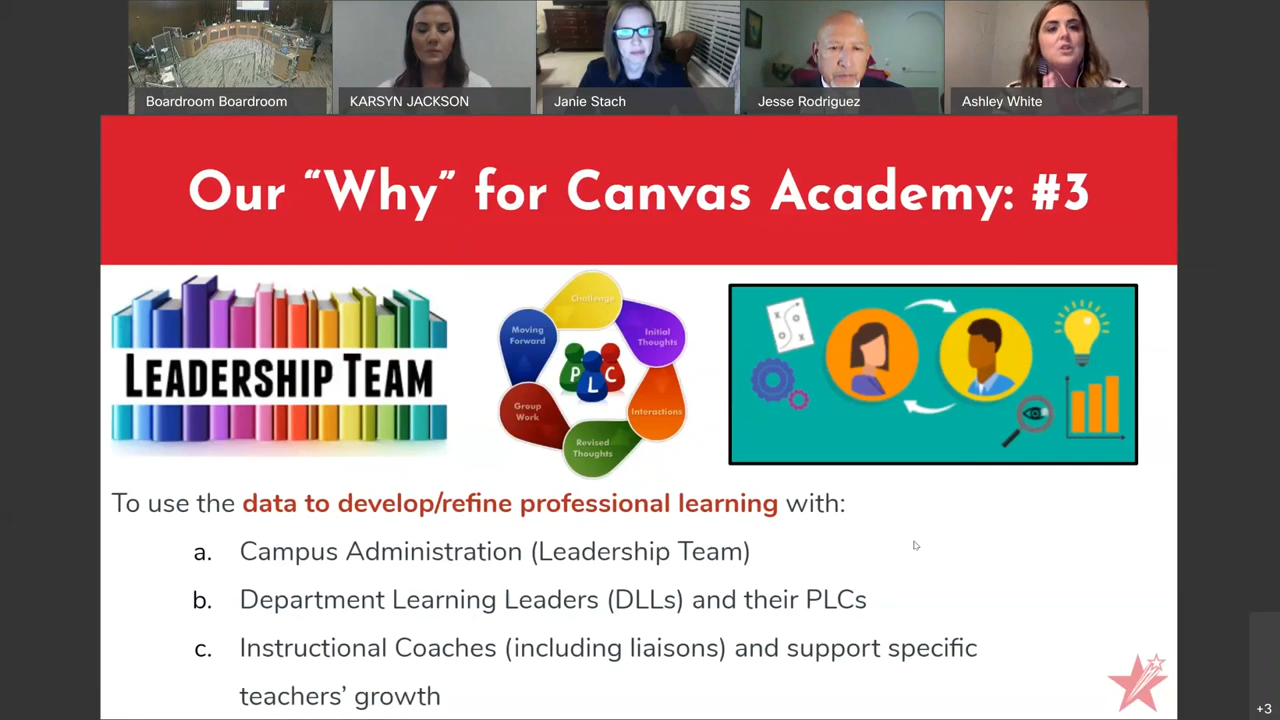 Boardroom Boardroom
KARSYN JACKSON
Janie Stach
Jesse Rodriguez
Ashley White
Our “Why” for Canvas Academy: #3
LEADERSHIP TEAM
Challenge
Initial
Thoughts
Interactions
Revised
Thoughts
Group
Work
Moving
Forward
P L C
To use the data to develop/refine professional learning with:
a. Campus Administration (Leadership Team)
b. Department Learning Leaders (DLLs) and their PLCs
c. Instructional Coaches (including liaisons) and support specific
teachers’ growth
+3